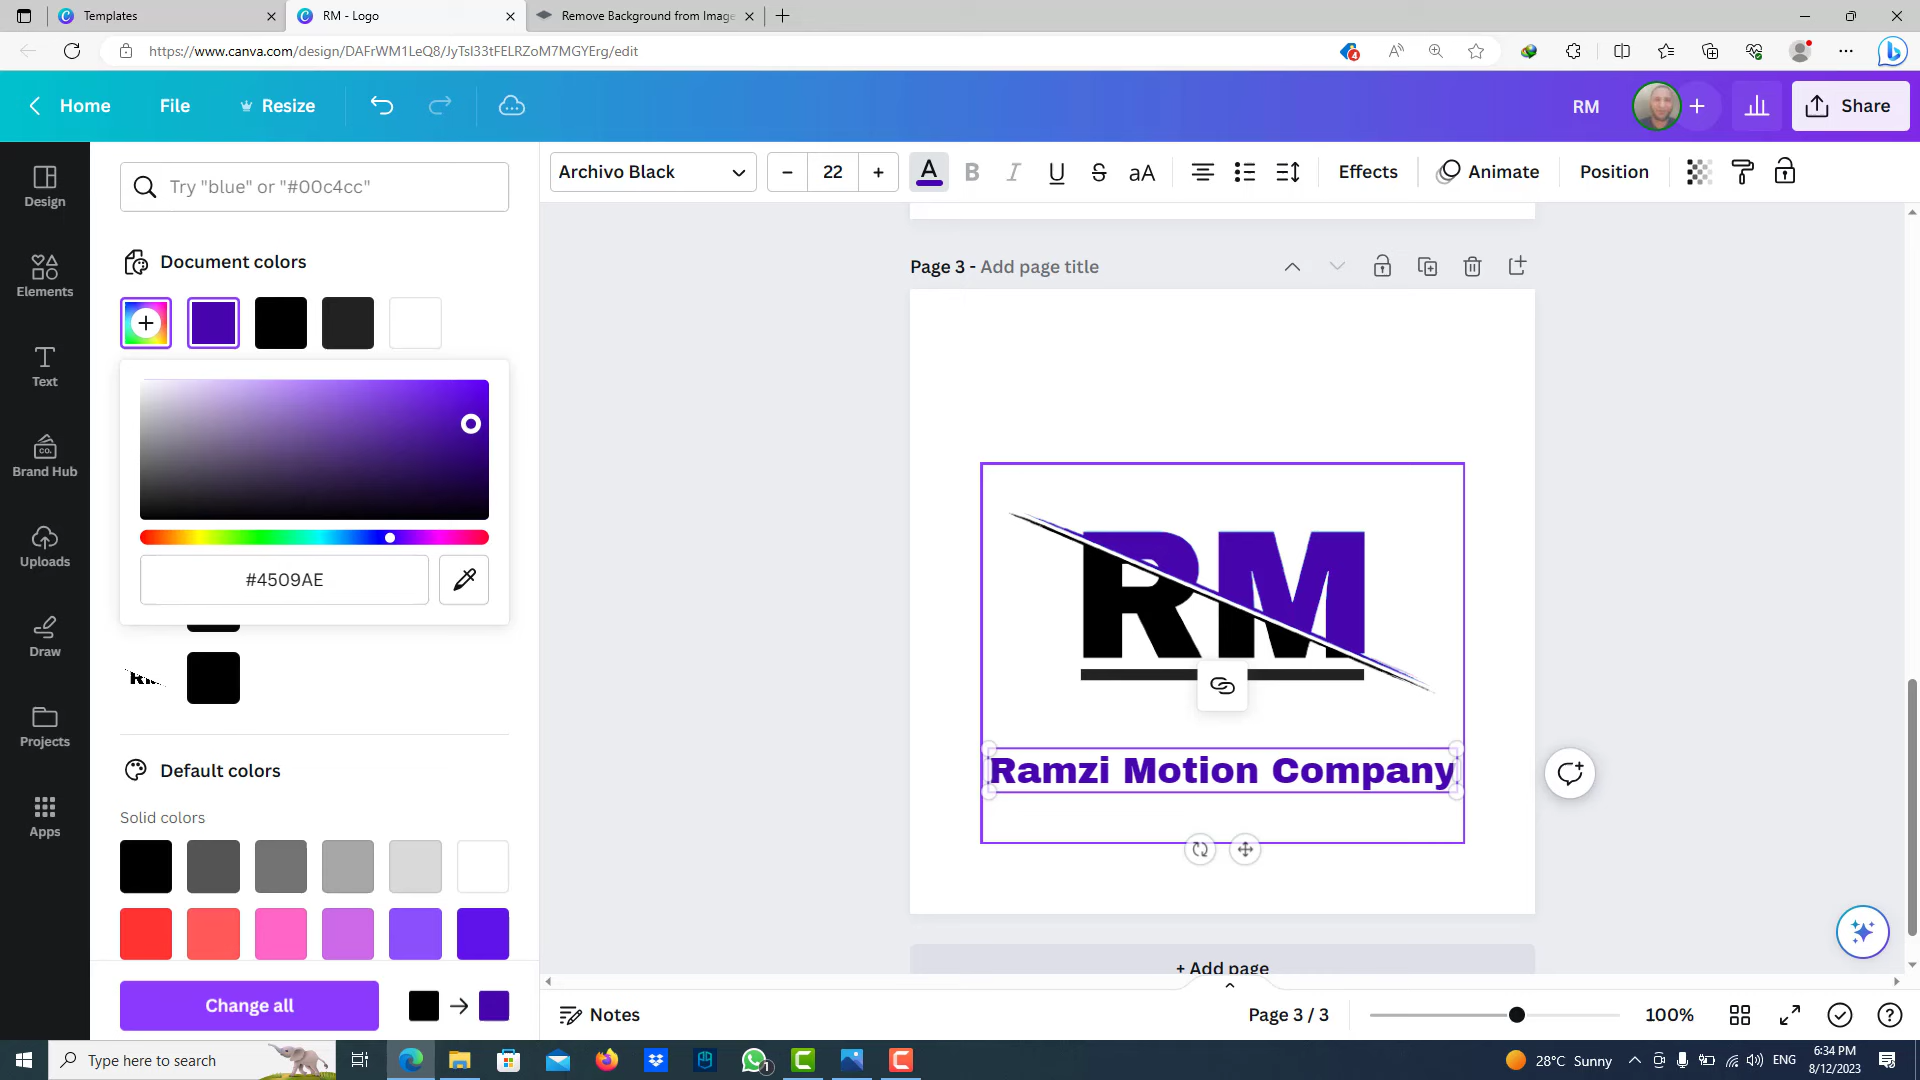 Templates
RM - Logo
Remove Background from Image
https://www.canva.com/design/DAFrWM1LeQ8/JyTsl33tFELRZoM7MGYErg/edit
4
Home
File
Resize
RM
Share
Archivo Black
22
A
B
I
U
S
aA
Effects
Animate
Position
Design
Elements
Text
Brand Hub
Uploads
Draw
Projects
Apps
Try "blue" or "#00c4cc"
Document colors
#4509AE
Default colors
Solid colors
Change all
Page 3 - Add page title
RM
Ramzi Motion Company
+ Add page
Notes
Page 3 / 3
100%
Type here to search
1
28°C Sunny
ENG
6:34 PM
8/12/2023